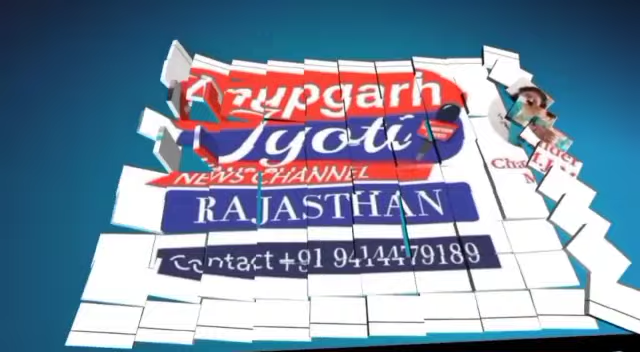 Anupgarh
Jyoti
NEWS CHANNEL
RAJASTHAN
Contact +91 9414479189